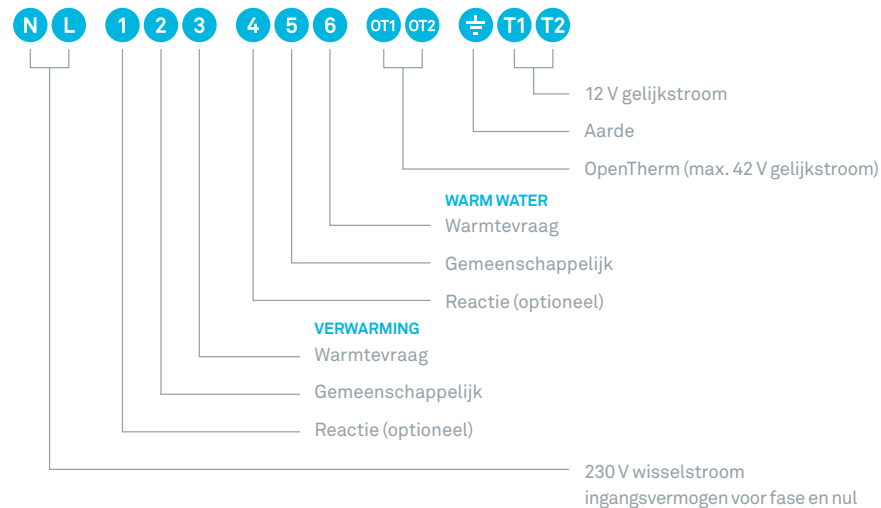 N L 1 2 3 4 5 6 OT1 OT2 T1 T2
12 V gelijkstroom
Aarde
OpenTherm (max. 42 V gelijkstroom)
WARM WATER
Warmtevraag
Gemeenschappelijk
Reactie (optioneel)
VERWARMING
Warmtevraag
Gemeenschappelijk
Reactie (optioneel)
230 V wisselstroom
ingangsvermogen voor fase en nul